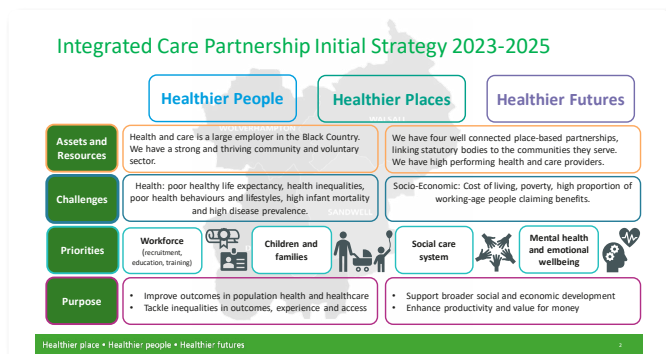 Integrated Care Partnership Initial Strategy 2023-2025
Healthier People
Healthier Places
Healthier Futures
Assets and
Resources
Health and care is a large employer in the Black Country.
We have a strong and thriving community and voluntary
sector.
We have four well connected place-based partnerships,
linking statutory bodies to the communities they serve.
We have high performing health and care providers.
WOLVERHAMPTON
WALSALL
Challenges
Health: poor healthy life expectancy, health inequalities,
poor health behaviours and lifestyles, high infant mortality
and high disease prevalence.
Socio-Economic: Cost of living, poverty, high proportion of
working-age people claiming benefits.
SANDWELL
Priorities
Workforce
(recruitment,
education, training)
Children and
families
Social care
system
Mental health
and emotional
wellbeing
Purpose
• Improve outcomes in population health and healthcare
• Tackle inequalities in outcomes, experience and access
• Support broader social and economic development
• Enhance productivity and value for money
Healthier place • Healthier people • Healthier futures
2